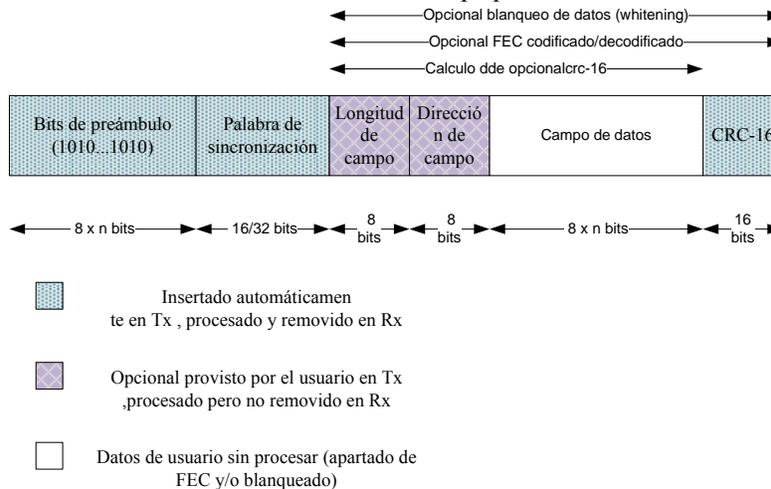 Opcional blanqueo de datos (whitening)
Opcional FEC codificado/decodificado
Calculo dde opcionalcrc-16
Bits de preámbulo
(1010...1010)
Palabra de
sincronización
Longitud
de
campo
Direcció
n de
campo
Campo de datos
CRC-16
8 x n bits
16/32 bits
8
bits
8
bits
8 x n bits
16
bits
Insertado automáticamen
te en Tx , procesado y removido en Rx
Opcional provisto por el usuario en Tx
,procesado pero no removido en Rx
Datos de usuario sin procesar (apartado de
FEC y/o blanqueado)